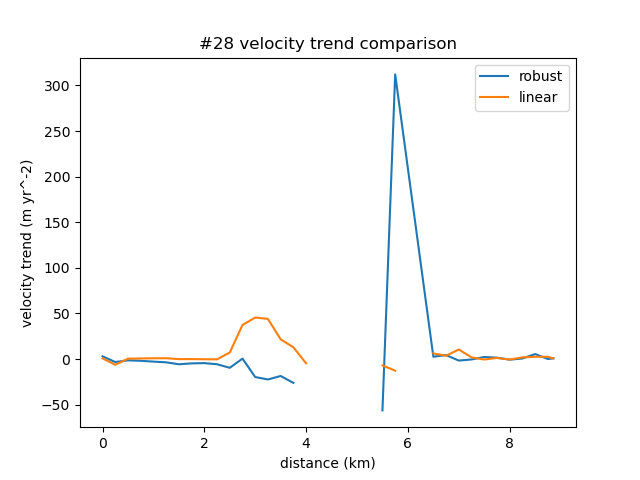 #28 velocity trend comparison
robust
linear
velocity trend (m yr^-2)
300
250
200
150
100
50
0
−50
0 2 4 6 8
distance (km)